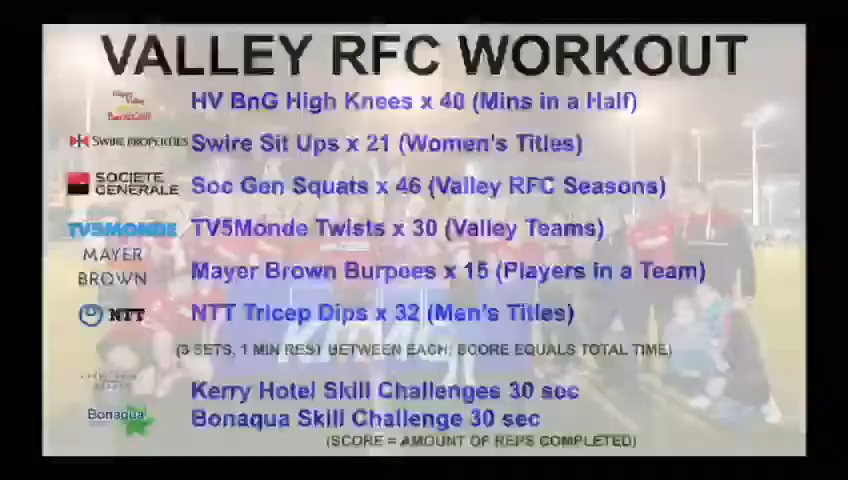 VALLEY RFC WORKOUT
HV BnG High Knees x 40 (Mins in a Half)
SWIRE PROPERTIES Swire Sit Ups x 21 (Women's Titles)
SOCIETE GENERALE Soc Gen Squats x 46 (Valley RFC Seasons)
TV5MONDE TV5Monde Twists x 30 (Valley Teams)
MAYER BROWN Mayer Brown Burpees x 15 (Players in a Team)
NTT NTT Tricep Dips x 32 (Men's Titles)
(3 SETS, 1 MIN REST BETWEEN EACH; SCORE EQUALS TOTAL TIME)
Kerry Hotel Skill Challenges 30 sec
Bonaqua Bonaqua Skill Challenge 30 sec
(SCORE = AMOUNT OF REPS COMPLETED)